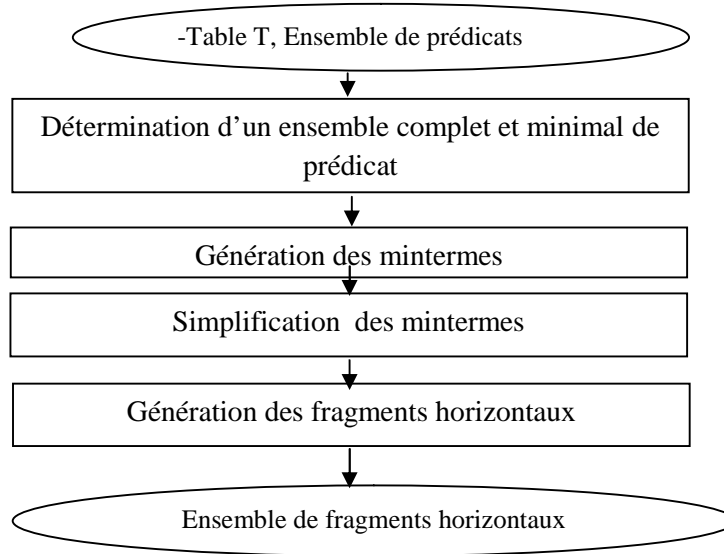 -Table T, Ensemble de prédicats
Détermination d’un ensemble complet et minimal de
prédicat
Génération des mintermes
Simplification des mintermes
Génération des fragments horizontaux
Ensemble de fragments horizontaux